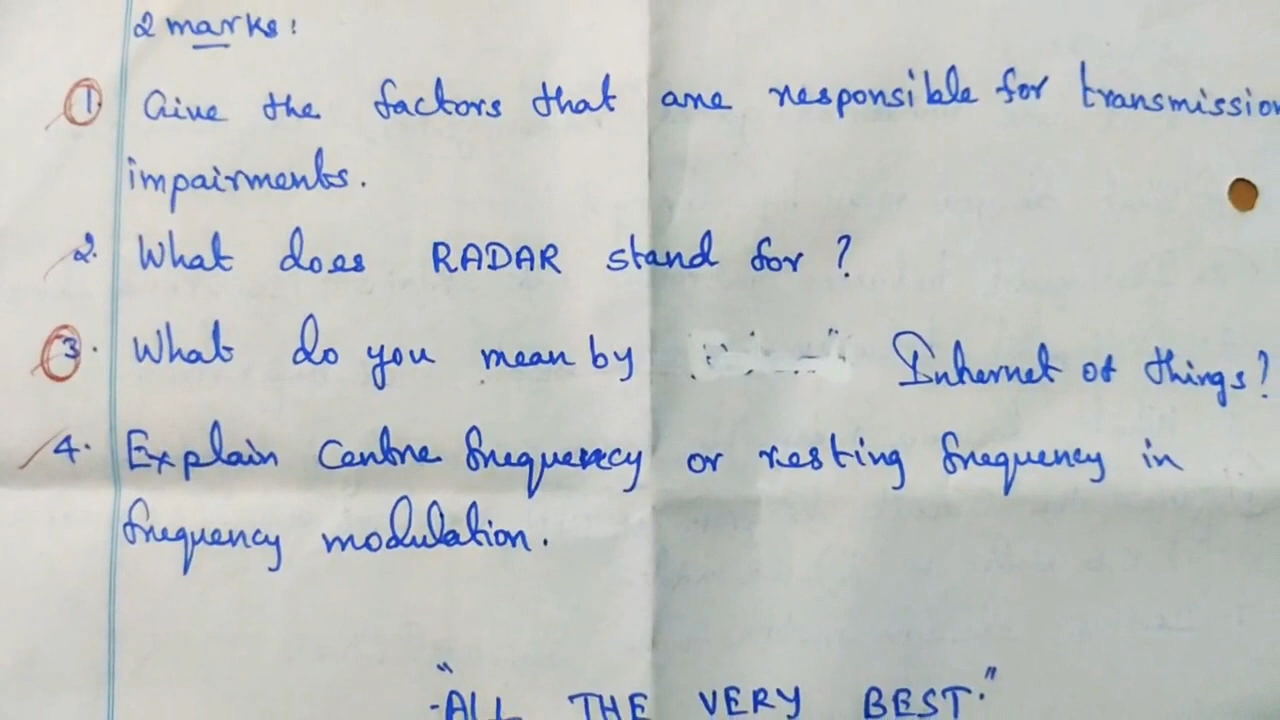 2 marks:
1. Give the factors that are responsible for transmission
impairments.
2. What does RADAR stand for ?
3. What do you mean by Internet of things?
4. Explain Centre frequency or resting frequency in
frequency modulation.
"ALL THE VERY BEST."